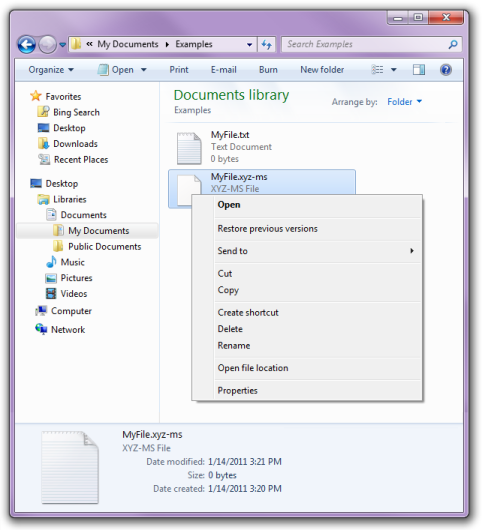 « My Documents Examples
Search Examples
Organize Open Print E-mail Burn New folder
Favorites
Bing Search
Desktop
Downloads
Recent Places
Desktop
Libraries
Documents
My Documents
Public Documents
Music
Pictures
Videos
Computer
Network
Documents library
Examples
Arrange by: Folder
MyFile.txt
Text Document
0 bytes
MyFile.xyz-ms
XYZ-MS File
Open
Restore previous versions
Send to
Cut
Copy
Create shortcut
Delete
Rename
Open file location
Properties
MyFile.xyz-ms
XYZ-MS File
Date modified: 1/14/2011 3:21 PM
Size: 0 bytes
Date created: 1/14/2011 3:20 PM